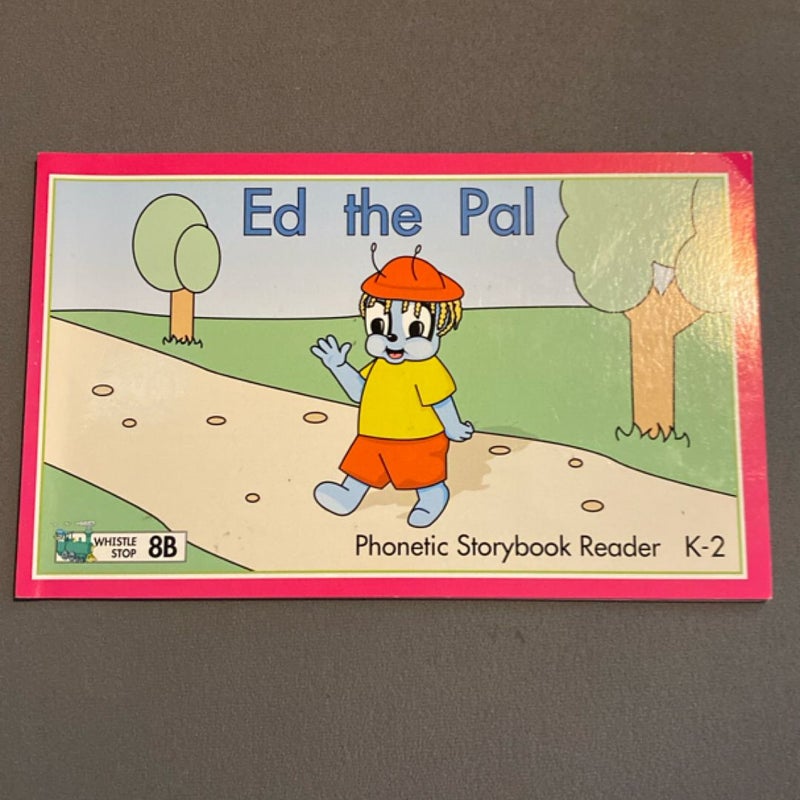 Ed the Pal
WHISTLE
STOP 8B
Phonetic Storybook Reader K-2